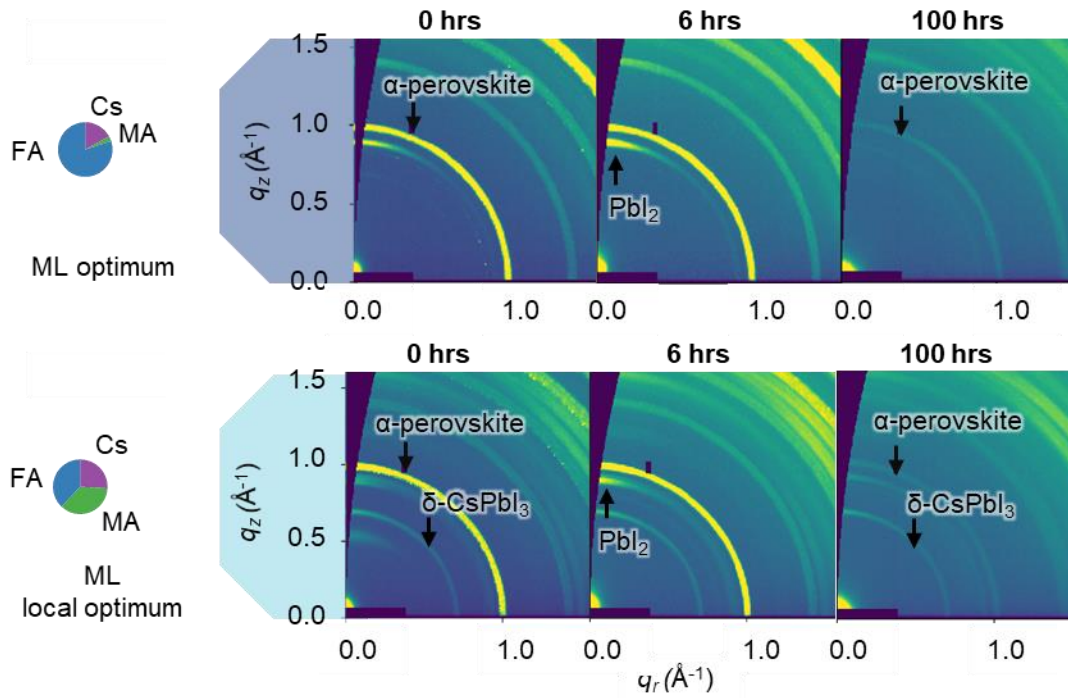 0 hrs
6 hrs
100 hrs
Cs
MA
FA
ML optimum
qz (Å-1)
1.5
1.0
0.5
0.0
α-perovskite
PbI2
α-perovskite
0.0
1.0
0.0
1.0
0.0
1.0
0 hrs
6 hrs
100 hrs
Cs
FA
MA
ML
local optimum
qz (Å-1)
1.5
1.0
0.5
0.0
α-perovskite
δ-CsPbI3
PbI2
α-perovskite
δ-CsPbI3
0.0
1.0
0.0
1.0
0.0
1.0
qr (Å-1)